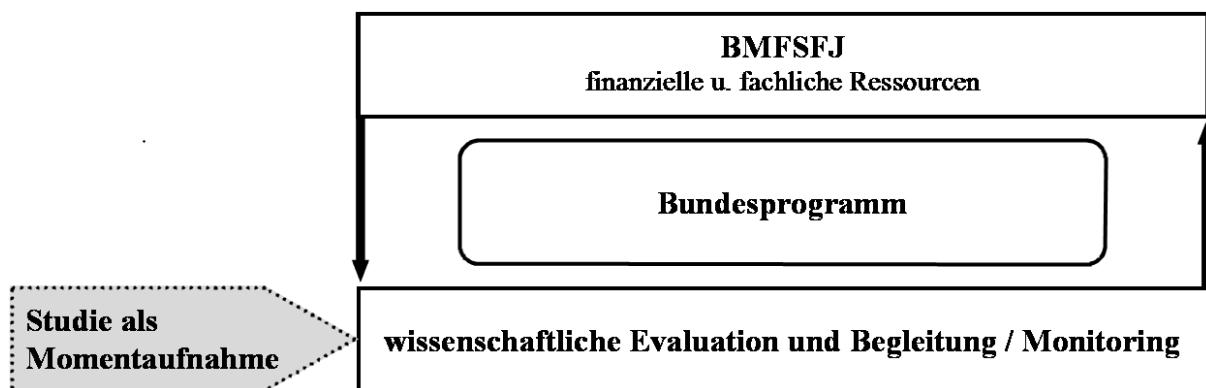 BMFSFJ
finanzielle u. fachliche Ressourcen
Bundesprogramm
Studie als
Momentaufnahme
wissenschaftliche Evaluation und Begleitung / Monitoring